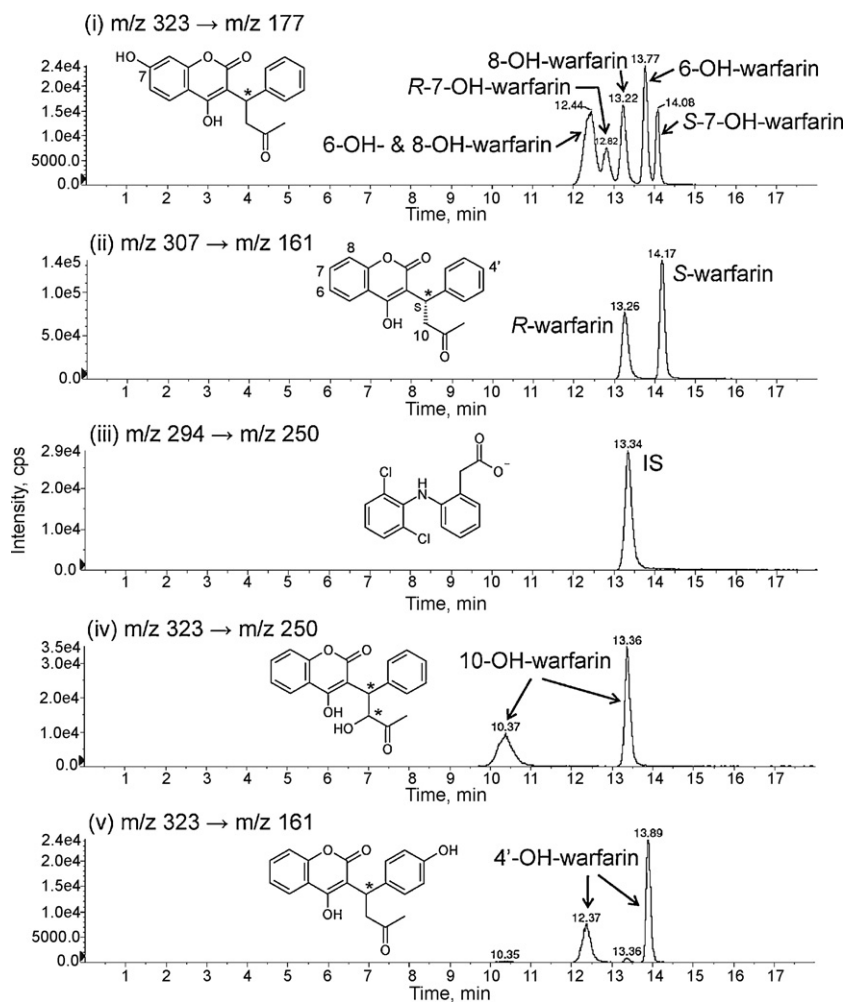 (i) m/z 323 → m/z 177
2.4e4
2.0e4
1.5e4
1.0e4
5000.0
0.0
HO
7
O
O
*
OH
O
6-OH- & 8-OH-warfarin
R-7-OH-warfarin
8-OH-warfarin
6-OH-warfarin
S-7-OH-warfarin
12.44
12.82
13.22
13.77
14.08
1 2 3 4 5 6 7 8 9 10 11 12 13 14 15 16 17
Time, min
(ii) m/z 307 → m/z 161
1.4e5
1.0e5
5.0e4
0.0
8
7
6
O
O
4'
*
S
OH
10
O
R-warfarin
S-warfarin
13.26
14.17
1 2 3 4 5 6 7 8 9 10 11 12 13 14 15 16 17
Time, min
(iii) m/z 294 → m/z 250
Intensity, cps
2.9e4
2.0e4
1.0e4
0.0
Cl
H
N
O
O−
Cl
13.34
IS
1 2 3 4 5 6 7 8 9 10 11 12 13 14 15 16 17
Time, min
(iv) m/z 323 → m/z 250
3.5e4
3.0e4
2.0e4
1.0e4
0.0
O
O
*
OH
*
HO
O
10-OH-warfarin
10.37
13.36
1 2 3 4 5 6 7 8 9 10 11 12 13 14 15 16 17
Time, min
(v) m/z 323 → m/z 161
2.4e4
2.0e4
1.5e4
1.0e4
5000.0
0.0
O
O
OH
*
OH
O
4'-OH-warfarin
10.35
12.37
13.36
13.89
1 2 3 4 5 6 7 8 9 10 11 12 13 14 15 16 17
Time, min